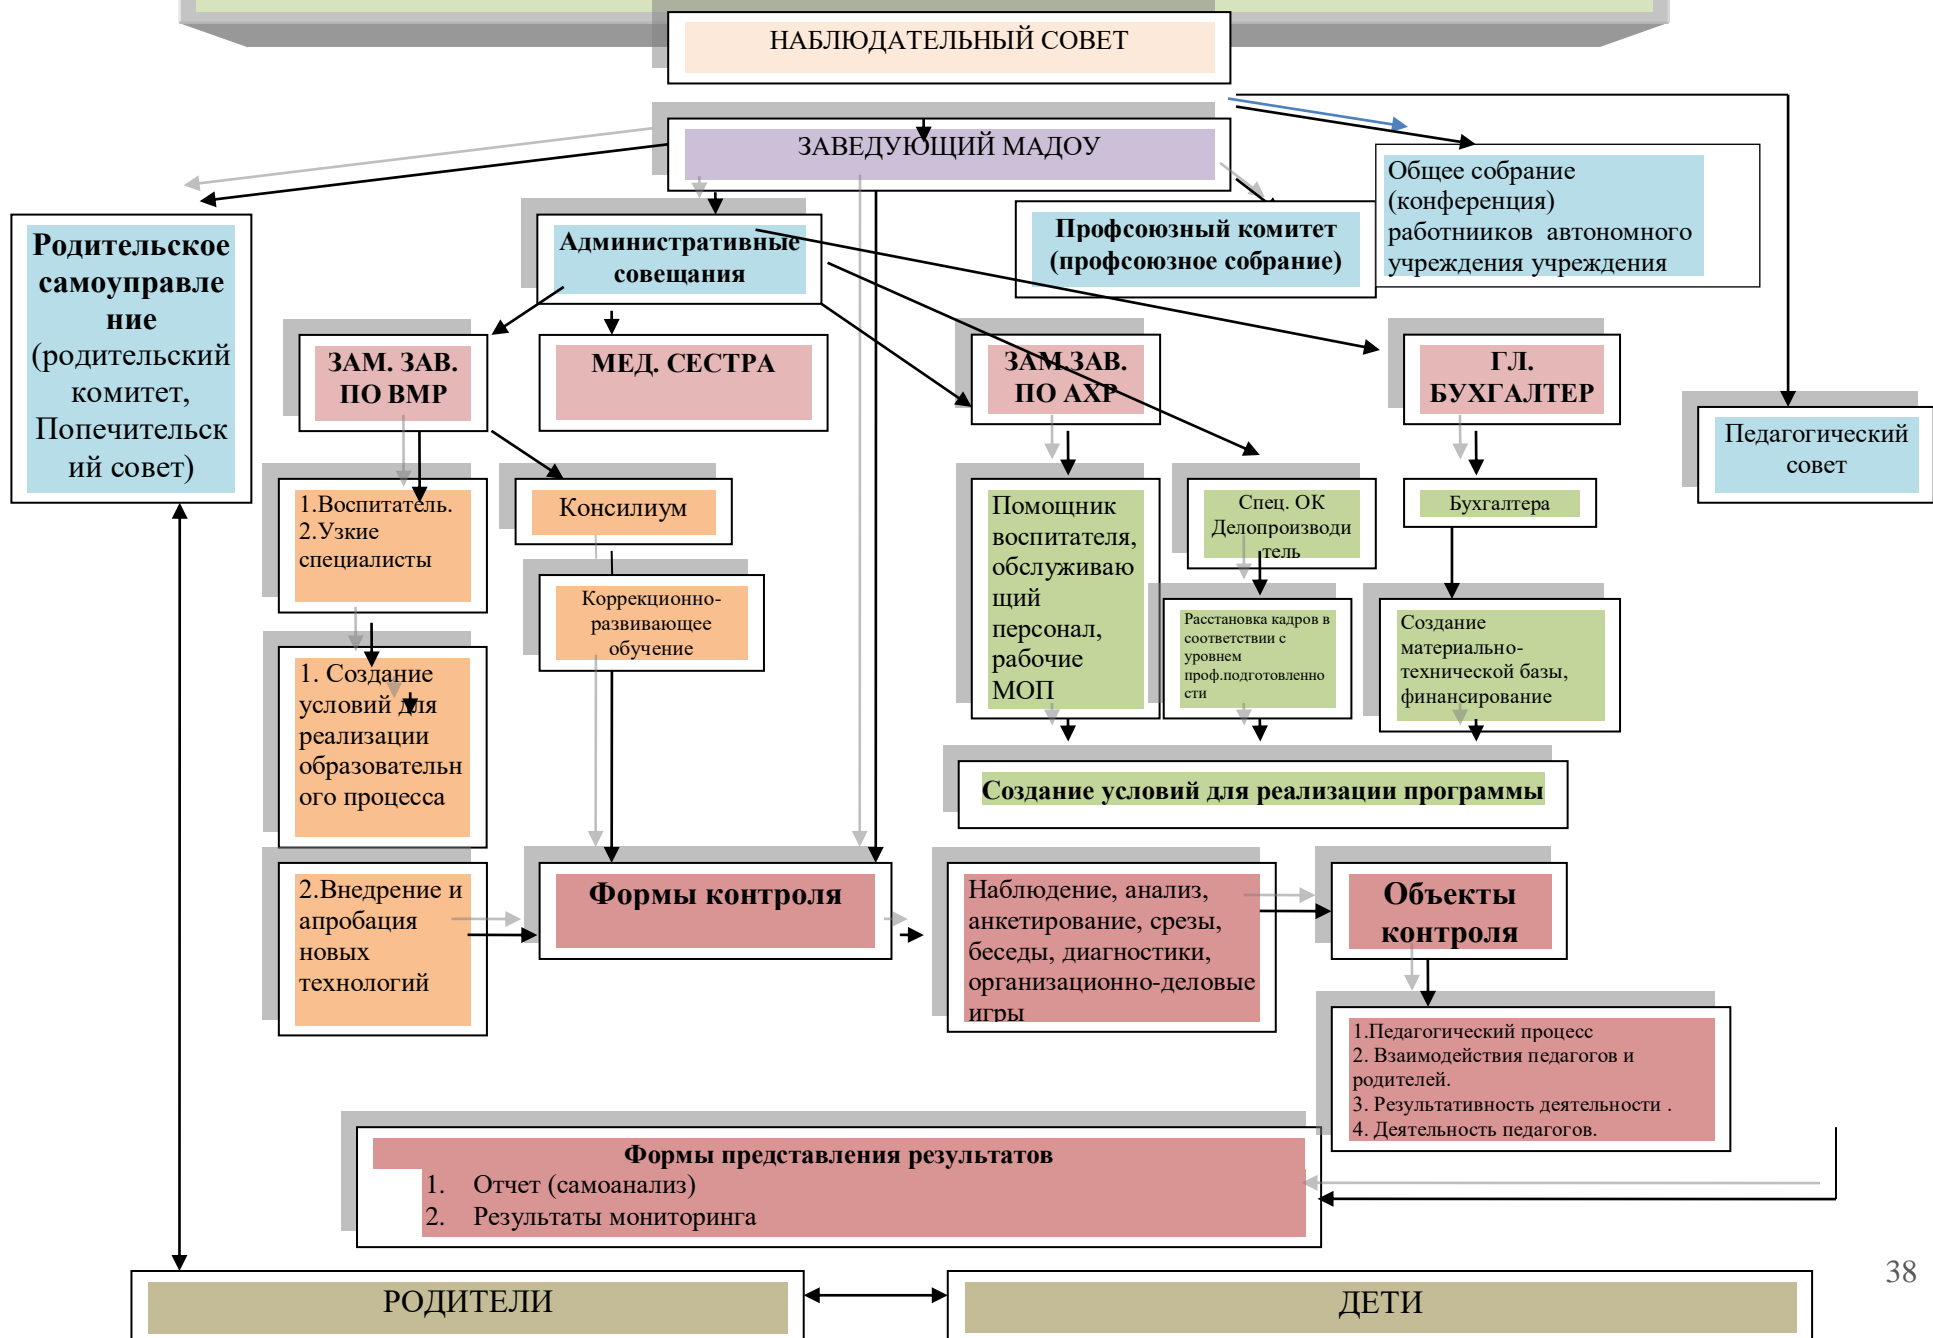 НАБЛЮДАТЕЛЬНЫЙ СОВЕТ
ЗАВЕДУЮЩИЙ МАДОУ
Общее собрание
(конференция)
работнииков автономного
учреждения учреждения
Профсоюзный комитет
(профсоюзное собрание)
Административные
совещания
Родительское
самоуправле
ние
(родительский
комитет,
Попечительск
ий совет)
ЗАМ. ЗАВ.
ПО ВМР
МЕД. СЕСТРА
ЗАМ.ЗАВ.
ПО АХР
ГЛ.
БУХГАЛТЕР
Педагогический
совет
1.Воспитатель.
2.Узкие
специалисты
Консилиум
Помощник
воспитателя,
обслуживаю
щий
персонал,
рабочие
МОП
Спец. ОК
Делопроизводи
тель
Бухгалтера
Коррекционно-
развивающее
обучение
Расстановка кадров в
соответствии с
уровнем
проф.подготовленно
сти
Создание
материально-
технической базы,
финансирование
1. Создание
условий для
реализации
образовательн
ого процесса
Создание условий для реализации программы
2.Внедрение и
апробация
новых
технологий
Формы контроля
Наблюдение, анализ,
анкетирование, срезы,
беседы, диагностики,
организационно-деловые
игры
Объекты
контроля
1.Педагогический процесс
2. Взаимодействия педагогов и
родителей.
3. Результативность деятельности .
4. Деятельность педагогов.
Формы представления результатов
1. Отчет (самоанализ)
2. Результаты мониторинга
РОДИТЕЛИ
ДЕТИ
38